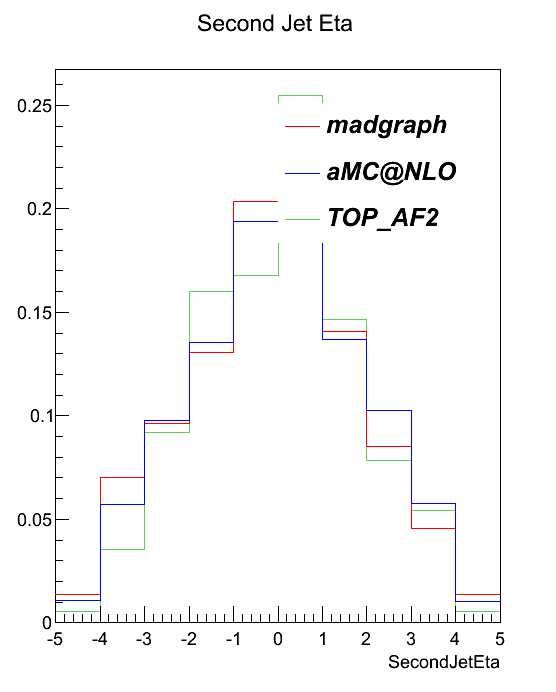 Second Jet Eta
0.25
madgraph
aMC@NLO
0.2
TOP_AF2
0.15
0.1
0.05
0
-5 -4 -3 -2 -1 0 1 2 3 4 5
SecondJetEta